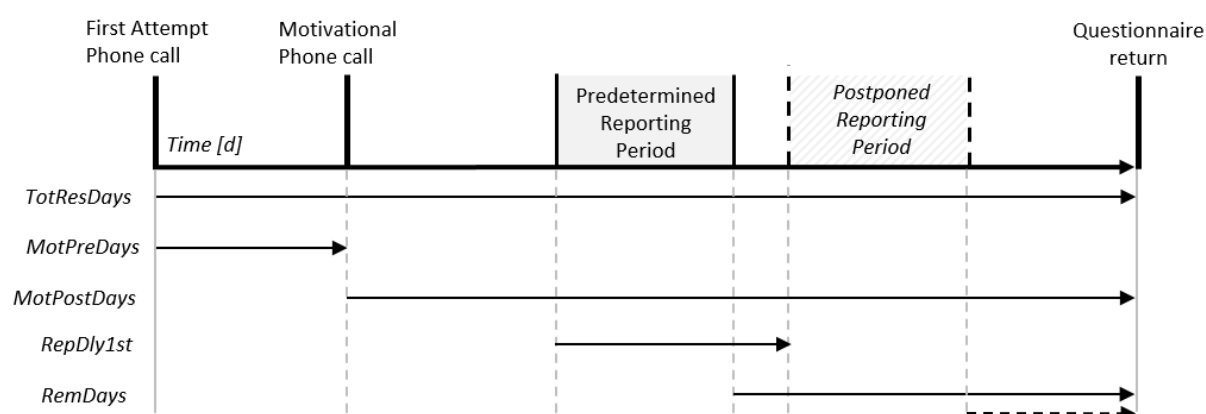 First Attempt
Phone call
Motivational
Phone call
Questionnaire
return
Predetermined
Reporting
Period
Postponed
Reporting
Period
Time [d]
TotResDays
MotPreDays
MotPostDays
RepDly1st
RemDays